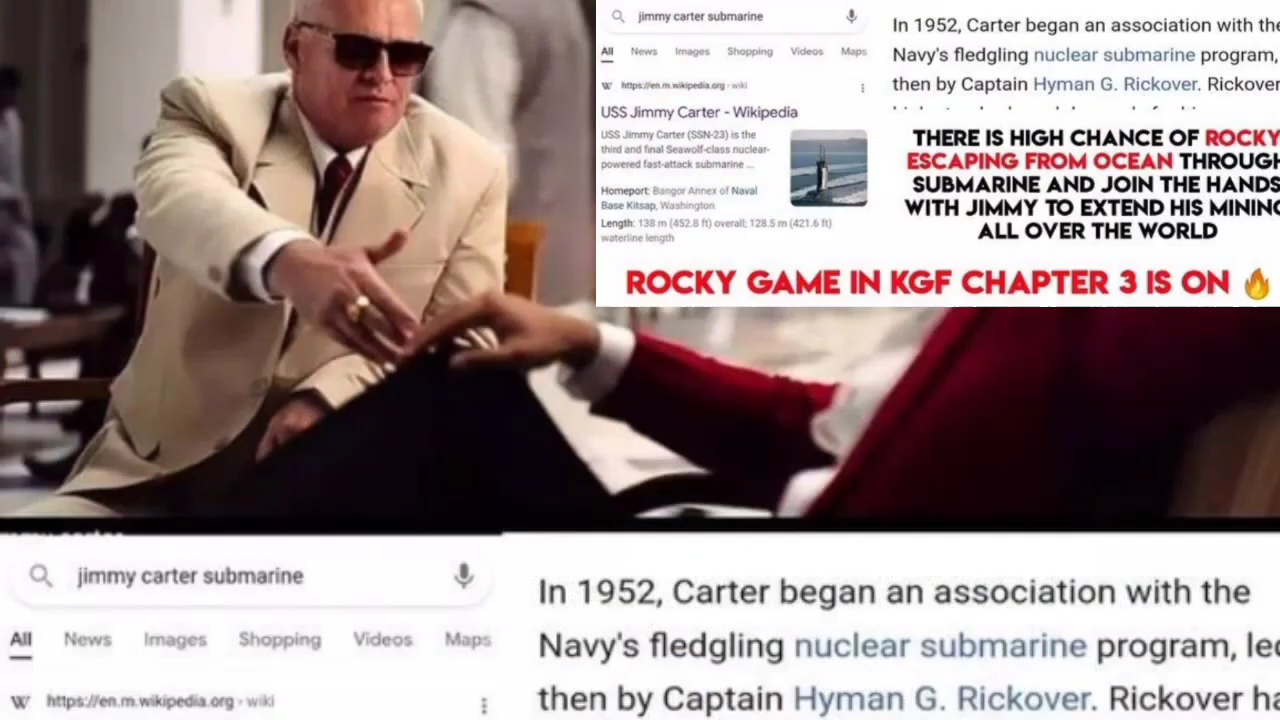 jimmy carter submarine
All News Images Shopping Videos Maps
https://en.m.wikipedia.org › wiki
USS Jimmy Carter - Wikipedia
USS Jimmy Carter (SSN-23) is the
third and final Seawolf-class nuclear-
powered fast-attack submarine ...
Homeport: Bangor Annex of Naval
Base Kitsap, Washington
Length: 138 m (452.8 ft) overall; 128.5 m (421.6 ft)
waterline length
In 1952, Carter began an association with the
Navy's fledgling nuclear submarine program,
then by Captain Hyman G. Rickover. Rickover
THERE IS HIGH CHANCE OF ROCKY
ESCAPING FROM OCEAN THROUGH
SUBMARINE AND JOIN THE HANDS
WITH JIMMY TO EXTEND HIS MINING
ALL OVER THE WORLD
ROCKY GAME IN KGF CHAPTER 3 IS ON 🔥
jimmy carter submarine
All News Images Shopping Videos Maps
https://en.m.wikipedia.org › wiki
In 1952, Carter began an association with the
Navy's fledgling nuclear submarine program, led
then by Captain Hyman G. Rickover. Rickover ha